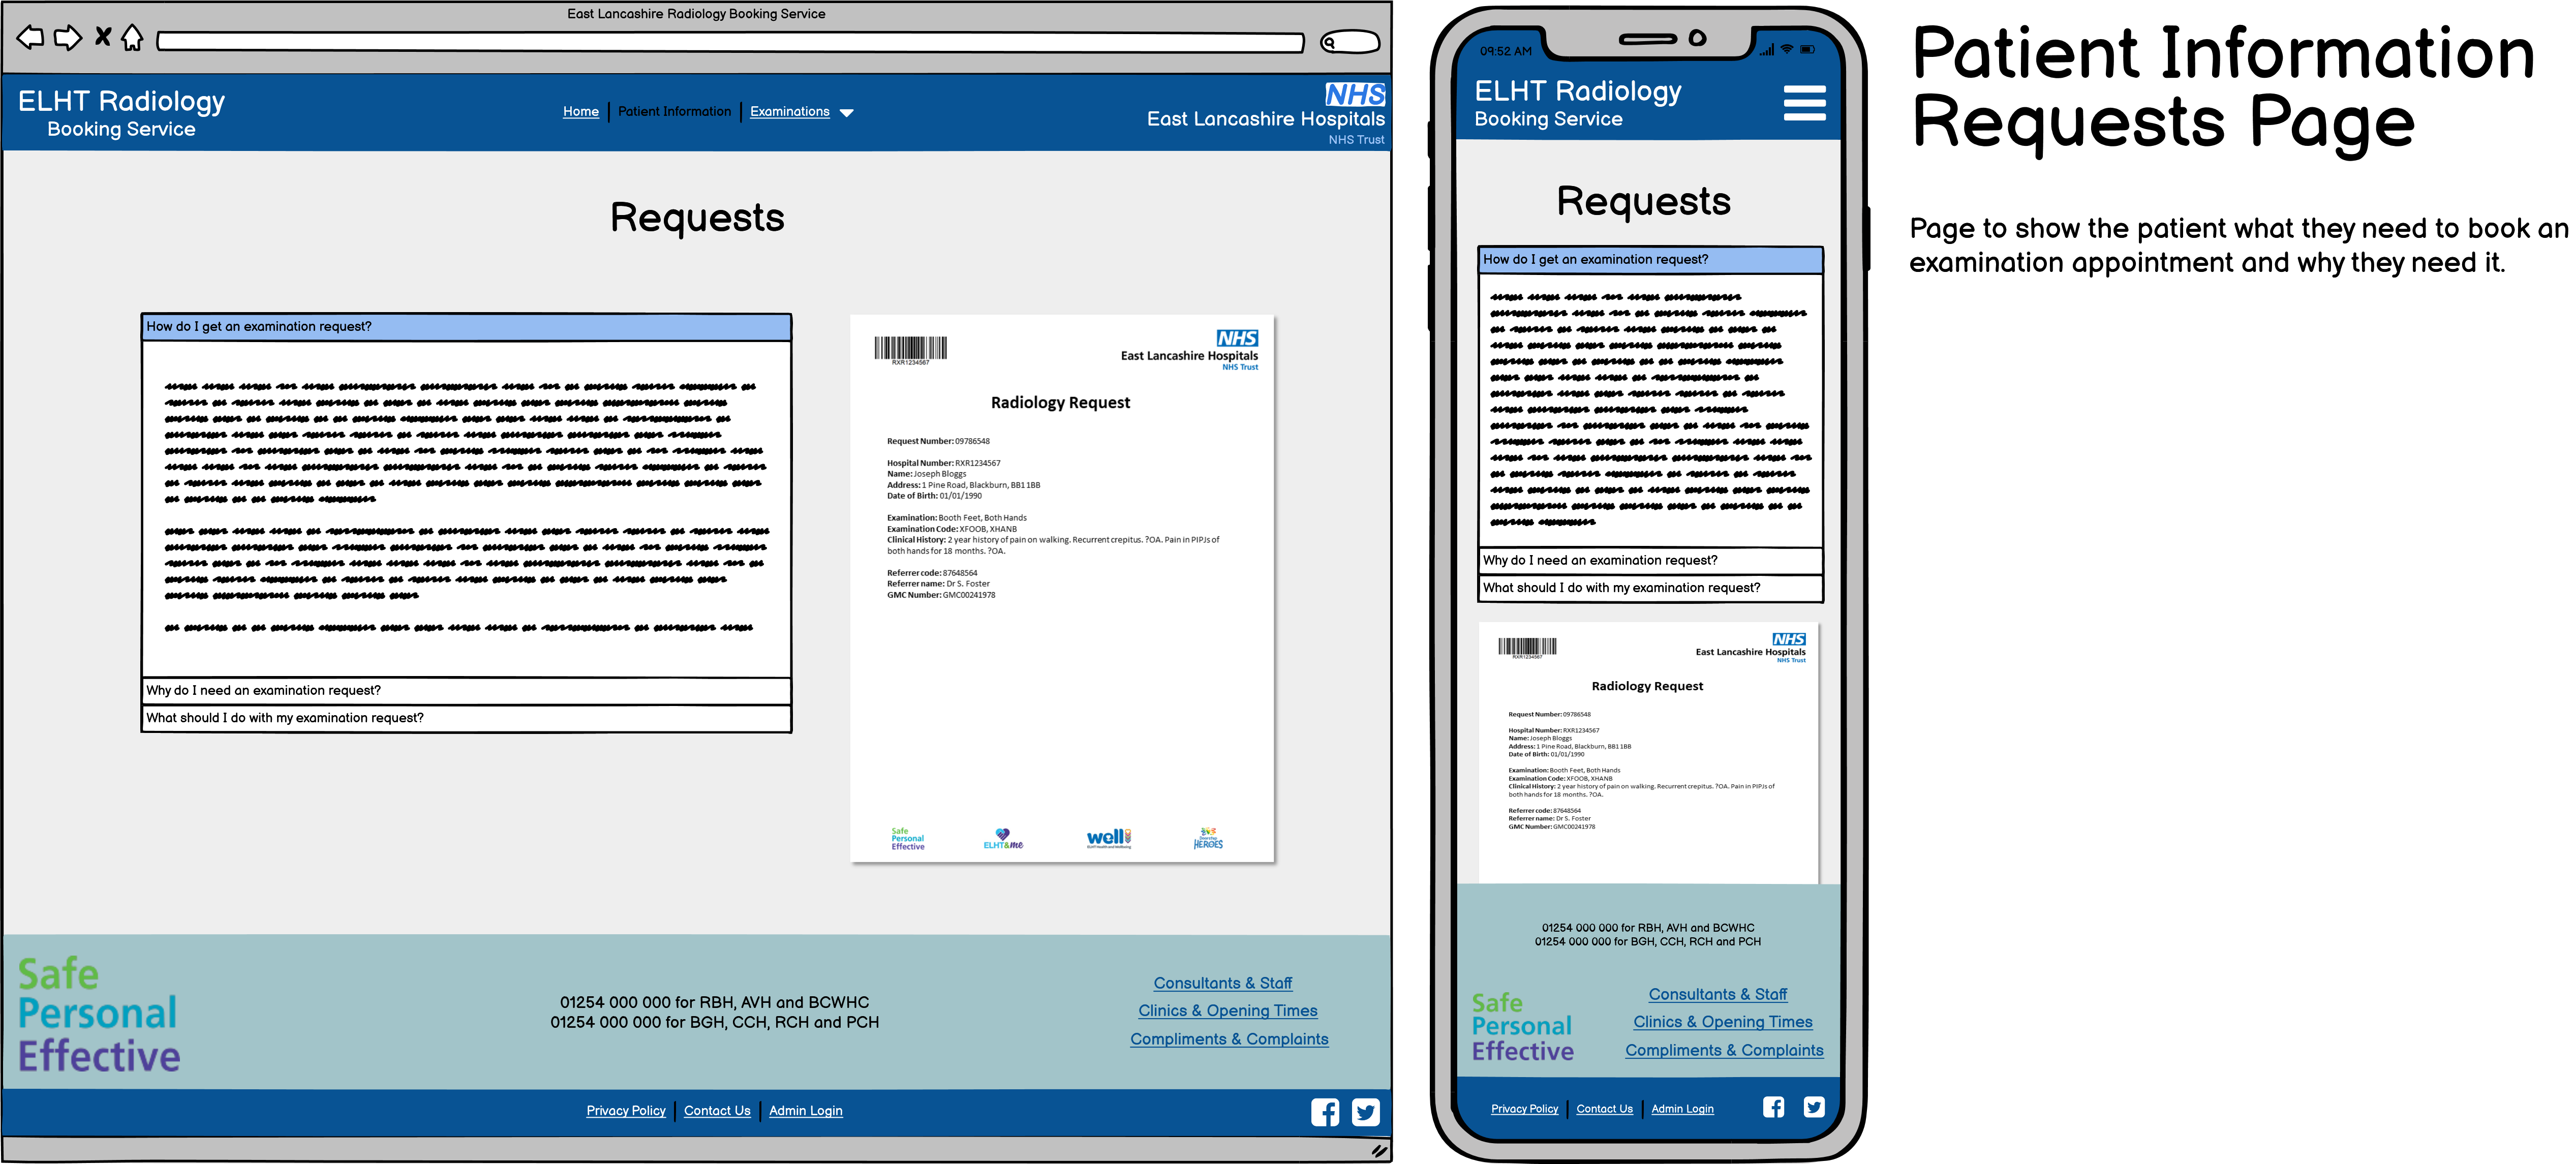 East Lancashire Radiology Booking Service
ELHT Radiology
Booking Service
Home
Patient Information
Examinations
NHS
East Lancashire Hospitals
NHS Trust
Requests
How do I get an examination request?
Why do I need an examination request?
What should I do with my examination request?
RXR1234567
NHS
East Lancashire Hospitals
NHS Trust
Radiology Request
Request Number: 09786548
Hospital Number: RXR1234567
Name: Joseph Bloggs
Address: 1 Pine Road, Blackburn, BB1 1BB
Date of Birth: 01/01/1990
Examination: Booth Feet, Both Hands
Examination Code: XFOOB, XHANB
Clinical History: 2 year history of pain on walking. Recurrent crepitus. ?OA. Pain in PIPJs of
both hands for 18 months. ?OA.
Referrer code: 87648564
Referrer name: Dr S. Foster
GMC Number: GMC00241978
Safe
Personal
Effective
ELHT&me
well
HEROES
Safe
Personal
Effective
01254 000 000 for RBH, AVH and BCWHC
01254 000 000 for BGH, CCH, RCH and PCH
Consultants & Staff
Clinics & Opening Times
Compliments & Complaints
Privacy Policy
Contact Us
Admin Login
09:52 AM
ELHT Radiology
Booking Service
Requests
How do I get an examination request?
Why do I need an examination request?
What should I do with my examination request?
RXR1234567
NHS
East Lancashire Hospitals
NHS Trust
Radiology Request
Request Number: 09786548
Hospital Number: RXR1234567
Name: Joseph Bloggs
Address: 1 Pine Road, Blackburn, BB1 1BB
Date of Birth: 01/01/1990
Examination: Booth Feet, Both Hands
Examination Code: XFOOB, XHANB
Clinical History: 2 year history of pain on walking. Recurrent crepitus. ?OA. Pain in PIPJs of
both hands for 18 months. ?OA.
Referrer code: 87648564
Referrer name: Dr S. Foster
GMC Number: GMC00241978
01254 000 000 for RBH, AVH and BCWHC
01254 000 000 for BGH, CCH, RCH and PCH
Safe
Personal
Effective
Consultants & Staff
Clinics & Opening Times
Compliments & Complaints
Privacy Policy
Contact Us
Admin Login
Patient Information
Requests Page
Page to show the patient what they need to book an
examination appointment and why they need it.